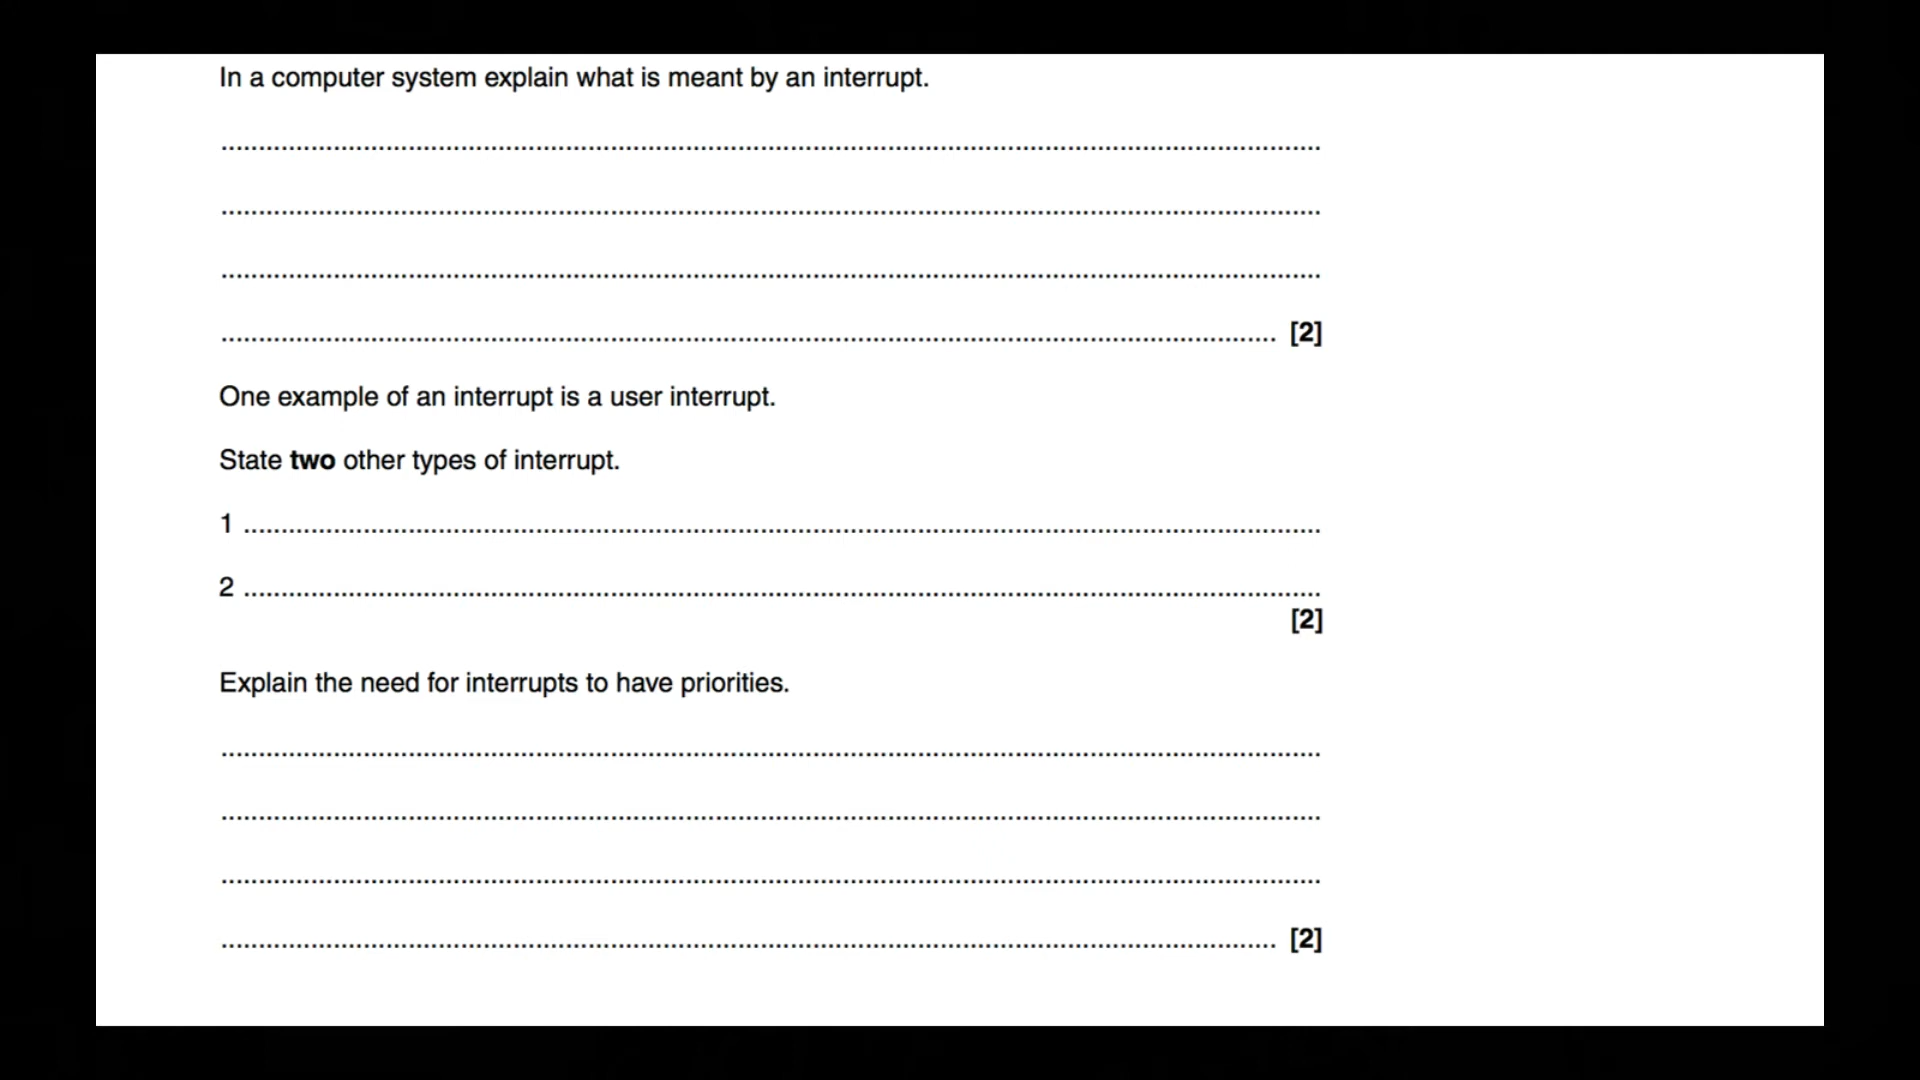 In a computer system explain what is meant by an interrupt.
[2]
One example of an interrupt is a user interrupt.
State two other types of interrupt.
1
2
[2]
Explain the need for interrupts to have priorities.
[2]